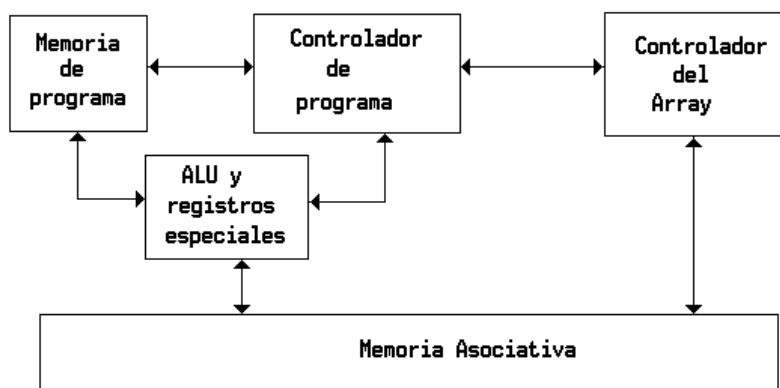 Memoria
de
programa
Controlador
de
programa
Controlador
del
Array
ALU y
registros
especiales
Memoria Asociativa